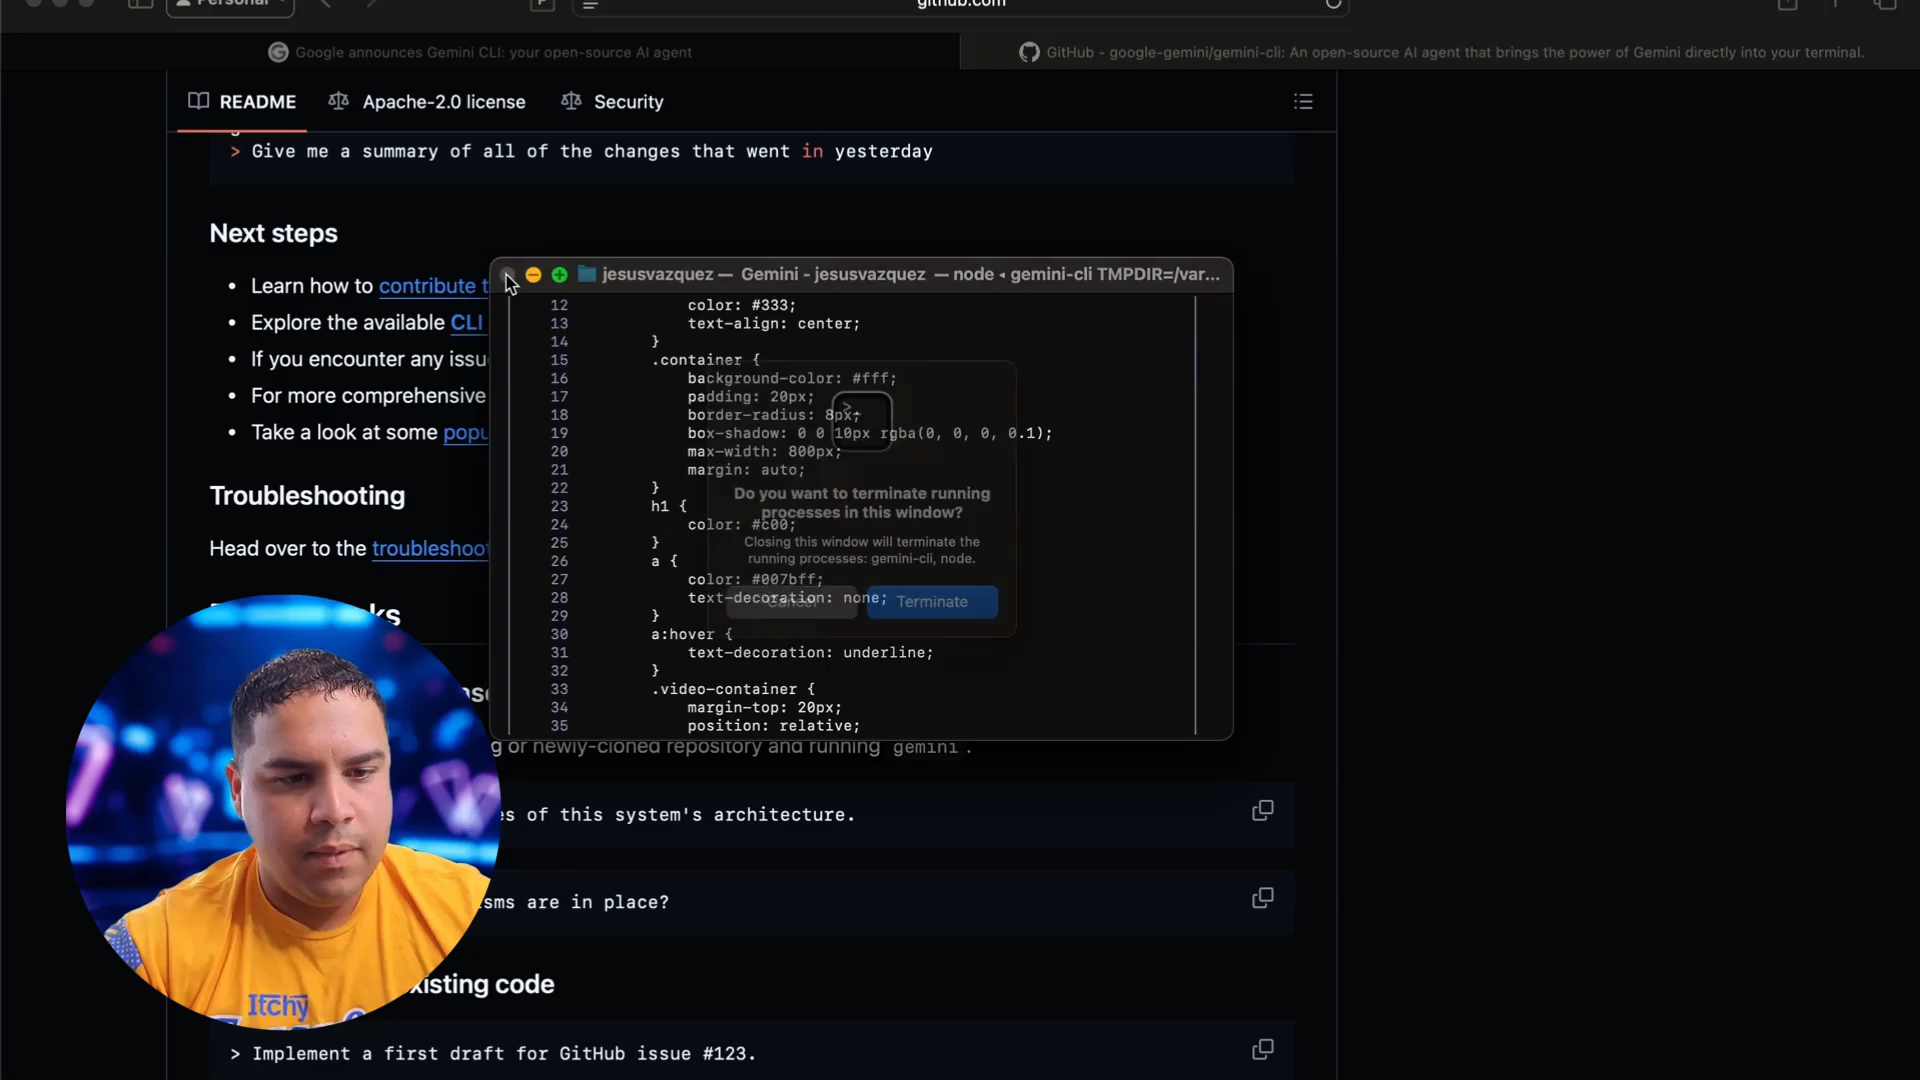 Personal
github.com
Google announces Gemini CLI: your open-source AI agent
GitHub - google-gemini/gemini-cli: An open-source AI agent that brings the power of Gemini directly into your terminal.
README
Apache-2.0 license
Security
> Give me a summary of all of the changes that went in yesterday
Next steps
• Learn how to contribute t
• Explore the available CLI
• If you encounter any issu
• For more comprehensive
• Take a look at some popu
Troubleshooting
Head over to the troubleshoot
ks
jesusvazquez — Gemini - jesusvazquez — node ◂ gemini-cli TMPDIR=/var...
12 color: #333;
13 text-align: center;
14 }
15 .container {
16 background-color: #fff;
17 padding: 20px;
18 border-radius: 8px;
19 box-shadow: 0 0 10px rgba(0, 0, 0, 0.1);
20 max-width: 800px;
21 margin: auto;
22 }
23 h1 {
24 color: #c00;
25 }
26 a {
27 color: #007bff;
28 text-decoration: none;
29 }
30 a:hover {
31 text-decoration: underline;
32 }
33 .video-container {
34 margin-top: 20px;
35 position: relative;
Do you want to terminate running
processes in this window?
Closing this window will terminate the
running processes: gemini-cli, node.
Cancel
Terminate
g or newly-cloned repository and running gemini .
es of this system's architecture.
sms are in place?
xisting code
> Implement a first draft for GitHub issue #123.
Itchy